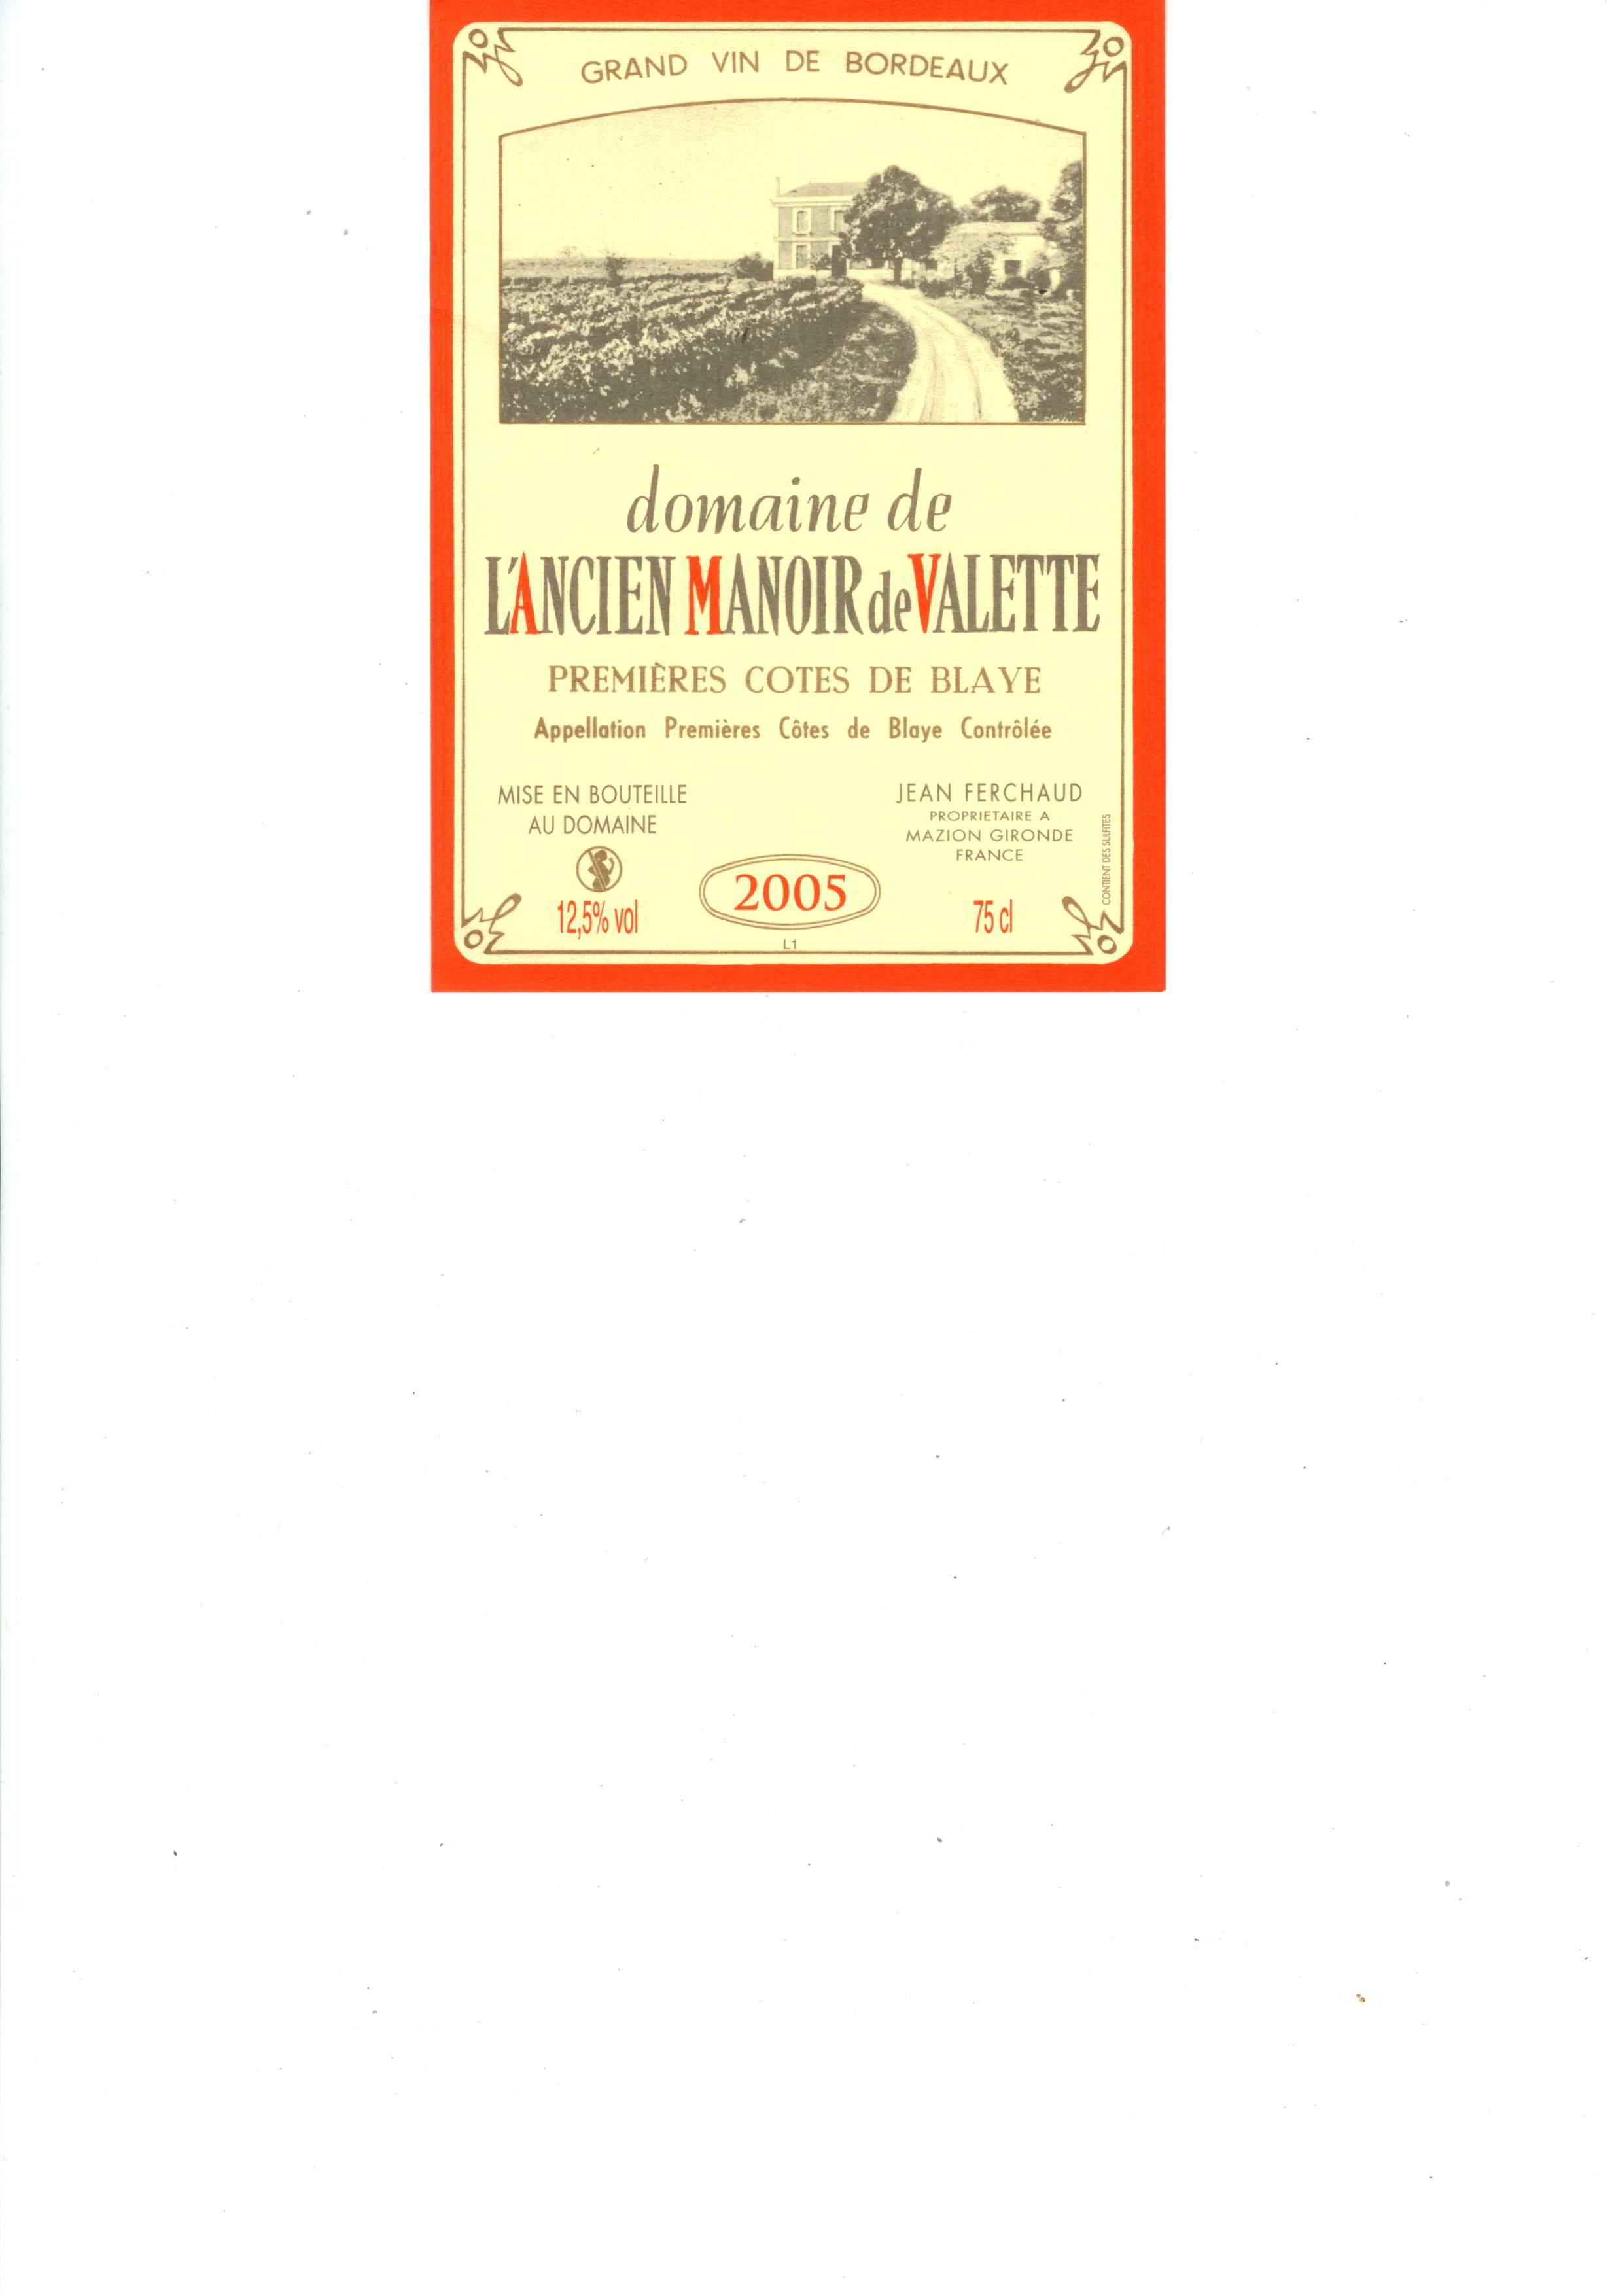 GRAND VIN DE BORDEAUX
domaine de
L'ANCIEN MANOIR de VALETTE
PREMIÈRES COTES DE BLAYE
Appellation Premières Côtes de Blaye Contrôlée
MISE EN BOUTEILLE
AU DOMAINE
12,5% vol
2005
L1
JEAN FERCHAUD
PROPRIETAIRE A
MAZION GIRONDE
FRANCE
75 cl
CONTIENT DES SULFITES